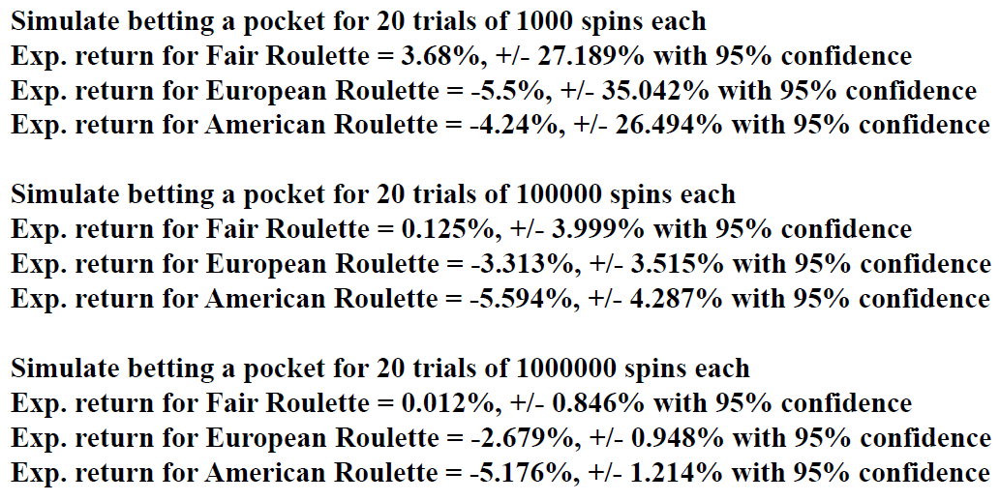 Simulate betting a pocket for 20 trials of 1000 spins each
Exp. return for Fair Roulette = 3.68%, +/- 27.189% with 95% confidence
Exp. return for European Roulette = -5.5%, +/- 35.042% with 95% confidence
Exp. return for American Roulette = -4.24%, +/- 26.494% with 95% confidence
Simulate betting a pocket for 20 trials of 100000 spins each
Exp. return for Fair Roulette = 0.125%, +/- 3.999% with 95% confidence
Exp. return for European Roulette = -3.313%, +/- 3.515% with 95% confidence
Exp. return for American Roulette = -5.594%, +/- 4.287% with 95% confidence
Simulate betting a pocket for 20 trials of 1000000 spins each
Exp. return for Fair Roulette = 0.012%, +/- 0.846% with 95% confidence
Exp. return for European Roulette = -2.679%, +/- 0.948% with 95% confidence
Exp. return for American Roulette = -5.176%, +/- 1.214% with 95% confidence